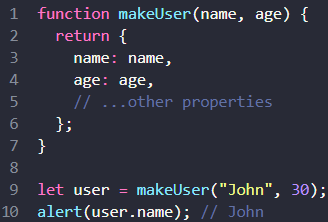 1 function makeUser(name, age) {
2   return {
3     name: name,
4     age: age,
5     // ...other properties
6   };
7 }
8
9 let user = makeUser("John", 30);
10 alert(user.name); // John